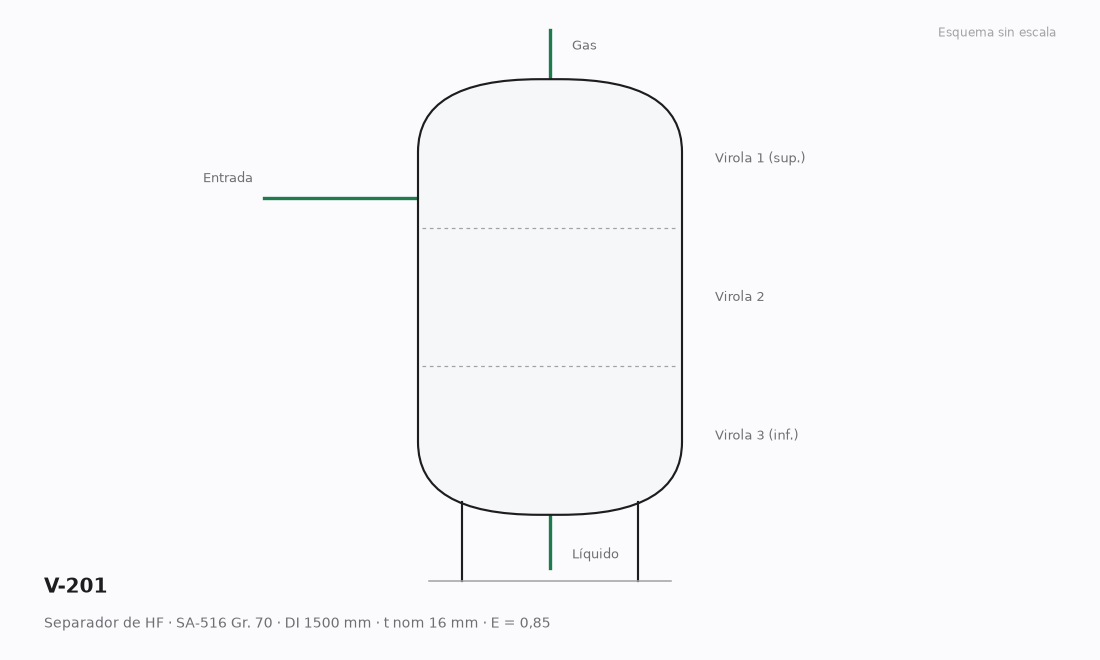 Esquema sin escala
Gas
Virola 1 (sup.)
Entrada
Virola 2
Virola 3 (inf.)
Líquido
V-201
Separador de HF · SA-516 Gr. 70 · DI 1500 mm · t nom 16 mm · E = 0,85